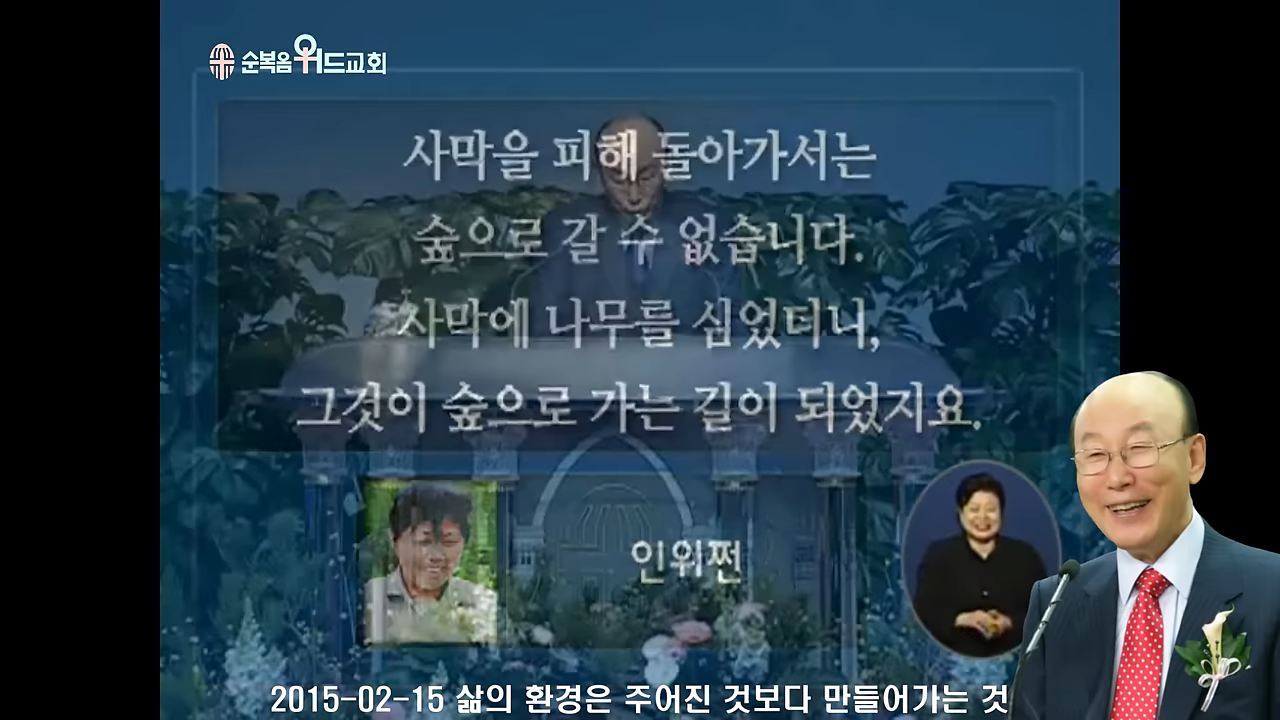 순복음위드교회
사막을 피해 돌아가서는
숲으로 갈 수 없습니다.
사막에 나무를 심었더니,
그것이 숲으로 가는 길이 되었지요.
인위쩐
2015-02-15 삶의 환경은 주어진 것보다 만들어가는 것